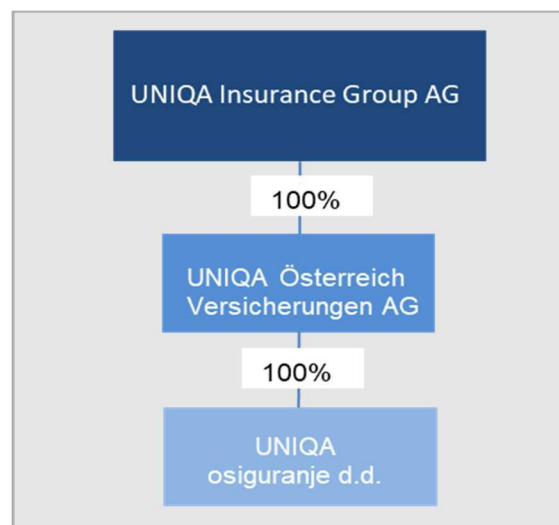 UNIQA Insurance Group AG
100%
UNIQA Österreich
Versicherungen AG
100%
UNIQA
osiguranje d.d.